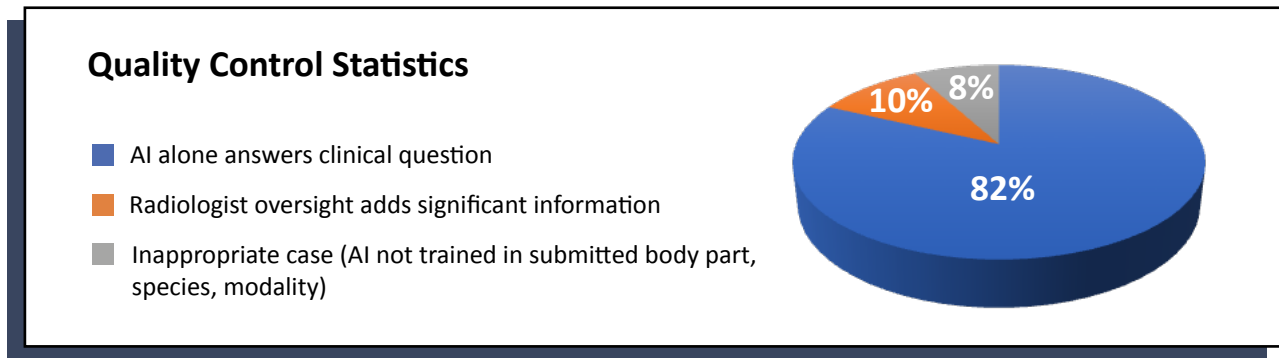 Quality Control Statistics
AI alone answers clinical question
Radiologist oversight adds significant information
Inappropriate case (AI not trained in submitted body part,
species, modality)
10%
8%
82%